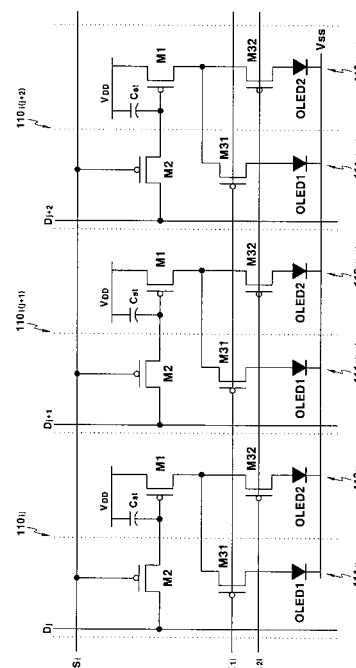 110ij
110i(j+1)
110i(j+2)
Dj
Dj+1
Dj+2
Si
VDD
Cst
M1
M2
VDD
Cst
M1
M2
VDD
Cst
M1
M2
M31
M32
M31
M32
M31
M32
OLED1
OLED2
OLED1
OLED2
OLED1
OLED2
Vss